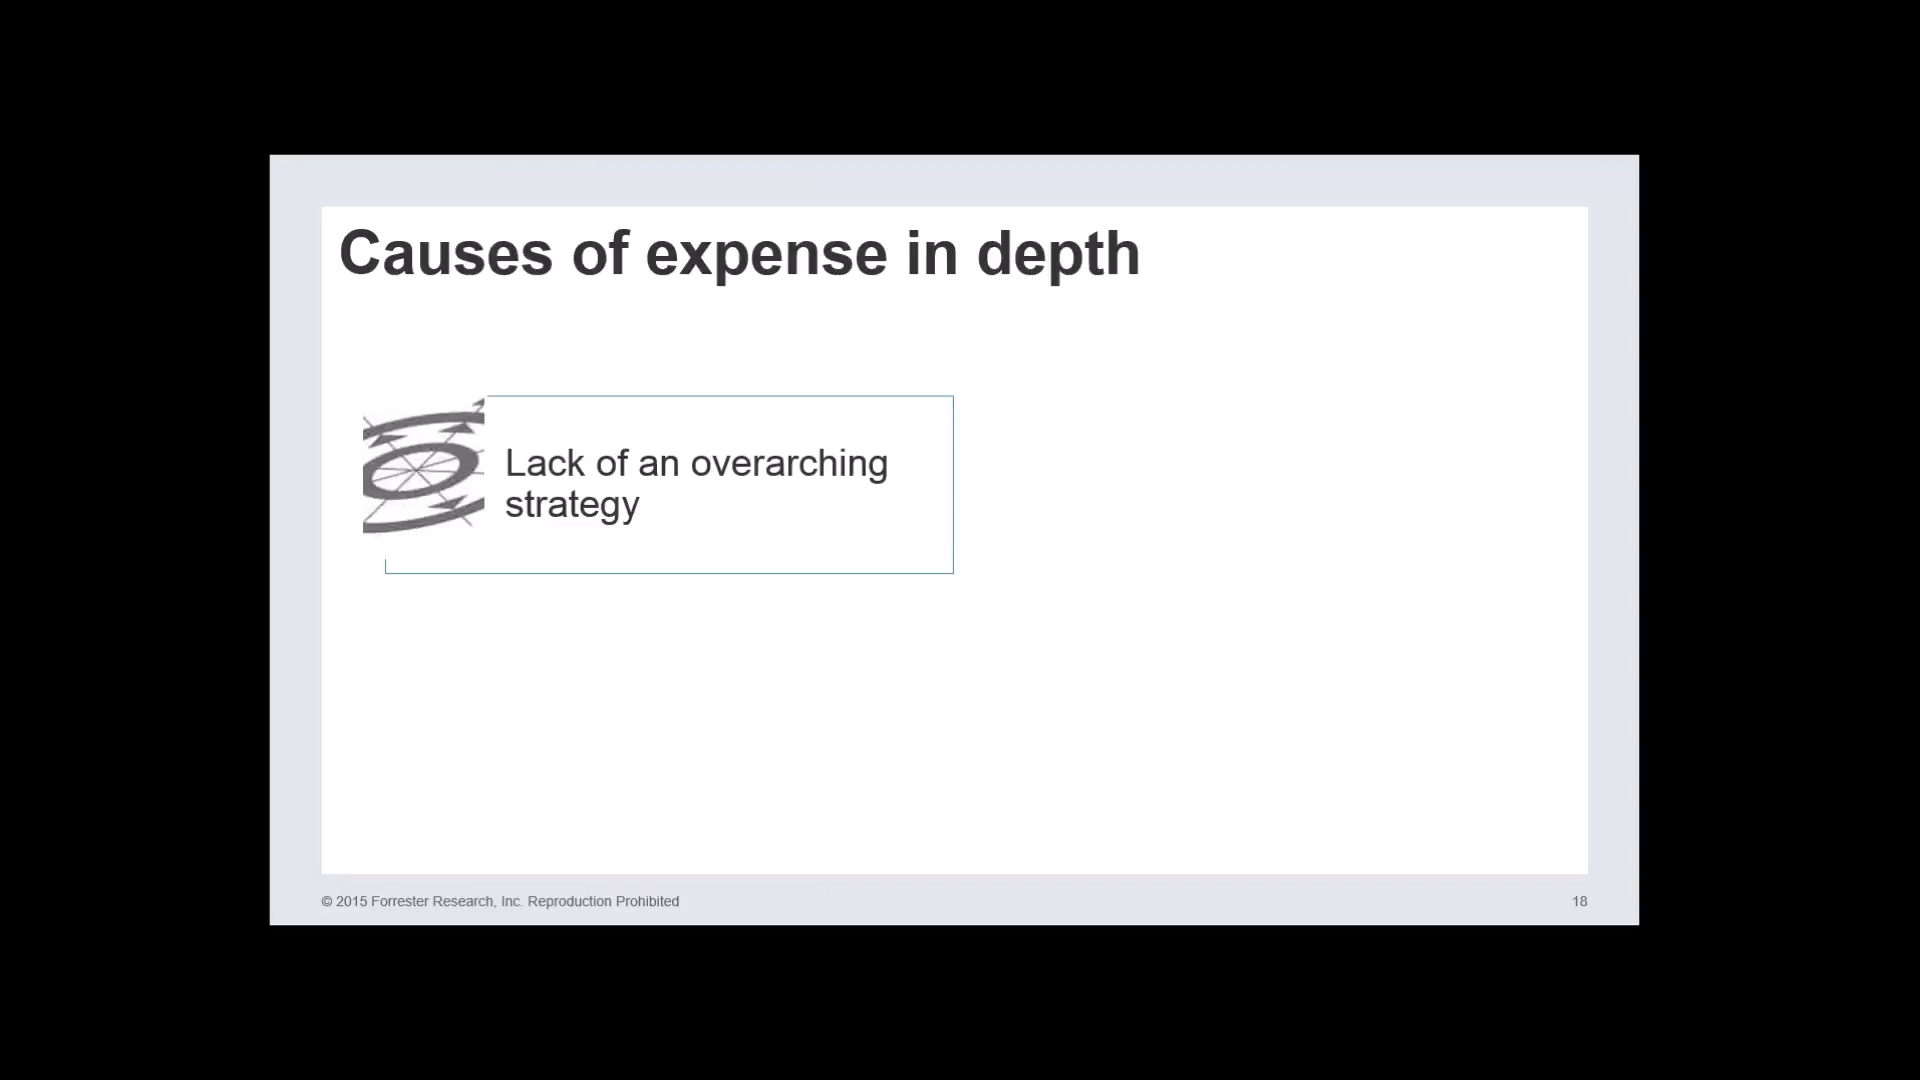 Causes of expense in depth
Lack of an overarching
strategy
© 2015 Forrester Research, Inc. Reproduction Prohibited
18